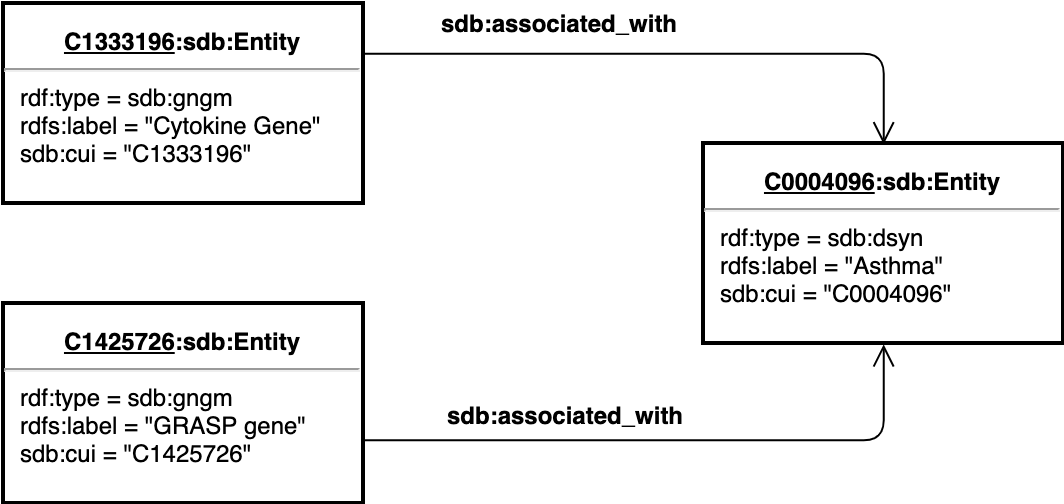 sdb:associated_with
C1333196:sdb:Entity
rdf:type = sdb:gngm
rdfs:label = "Cytokine Gene"
sdb:cui = "C1333196"
C0004096:sdb:Entity
rdf:type = sdb:dsyn
rdfs:label = "Asthma"
sdb:cui = "C0004096"
C1425726:sdb:Entity
rdf:type = sdb:gngm
rdfs:label = "GRASP gene"
sdb:cui = "C1425726"
sdb:associated_with